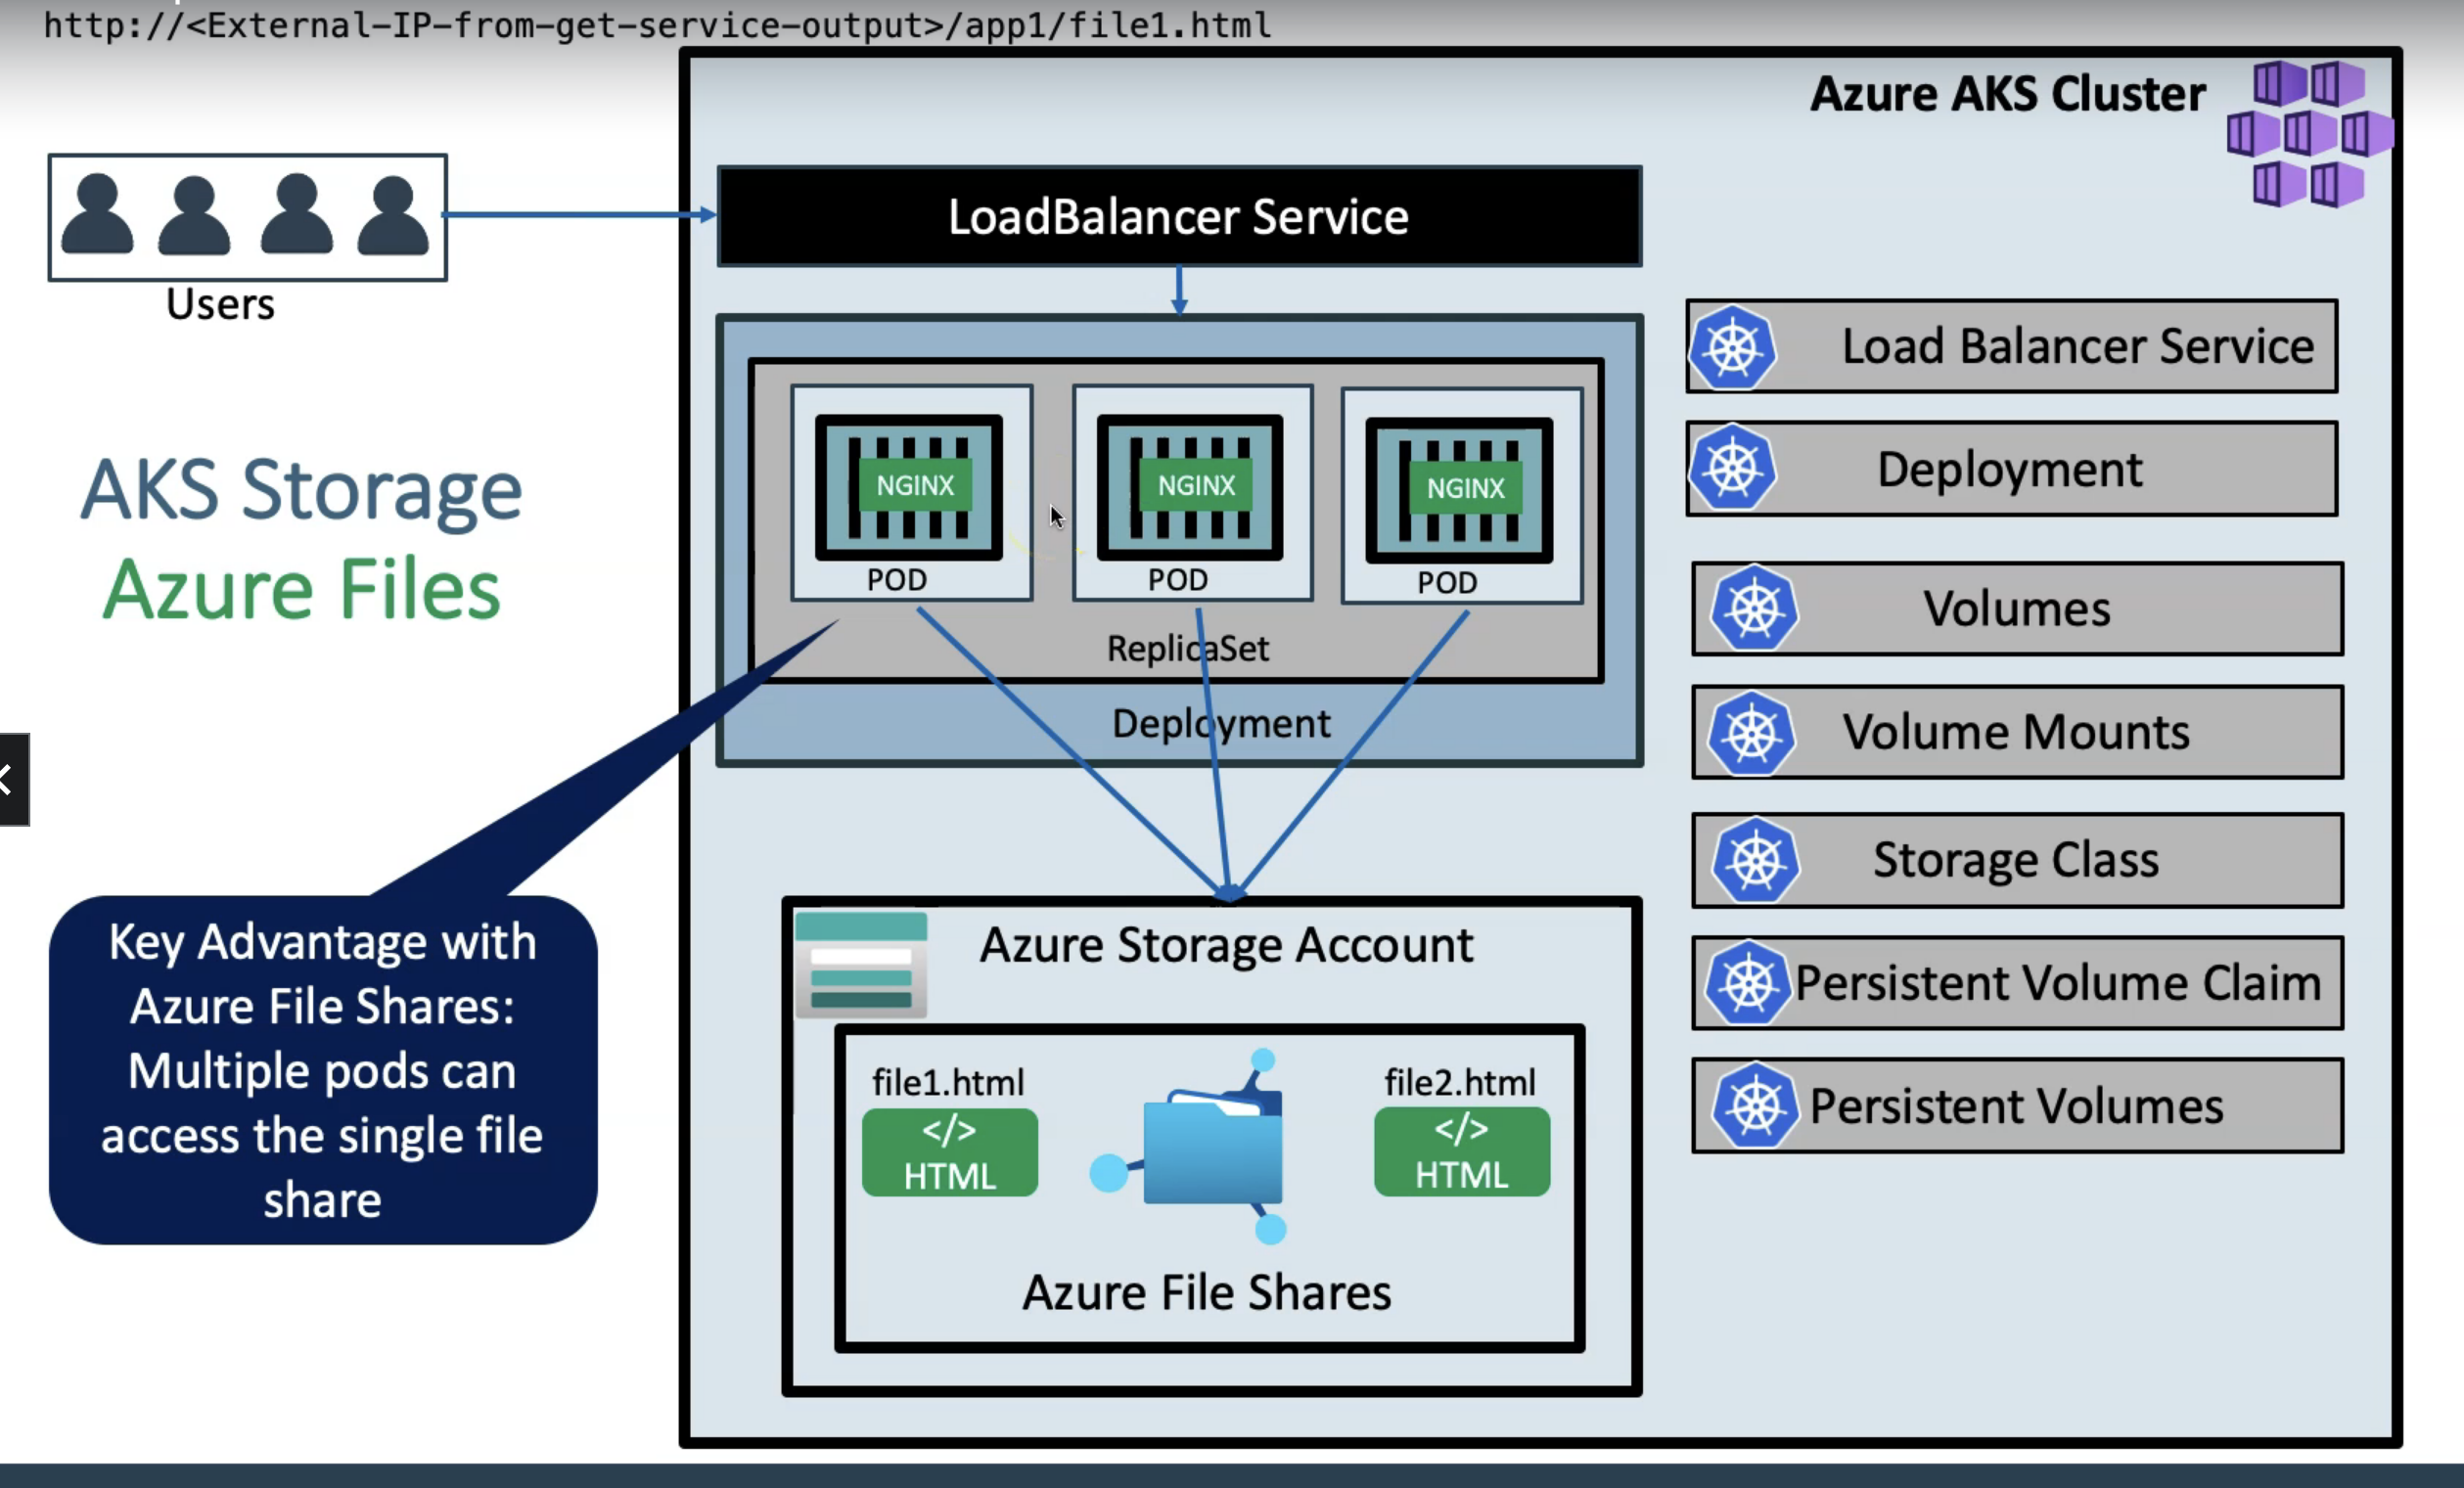 http://<External-IP-from-get-service-output>/app1/file1.html
Azure AKS Cluster
LoadBalancer Service
Users
AKS Storage
Azure Files
NGINX
POD
NGINX
POD
NGINX
POD
ReplicaSet
Deployment
Key Advantage with
Azure File Shares:
Multiple pods can
access the single file
share
Azure Storage Account
file1.html
</>
HTML
file2.html
</>
HTML
Azure File Shares
Load Balancer Service
Deployment
Volumes
Volume Mounts
Storage Class
Persistent Volume Claim
Persistent Volumes